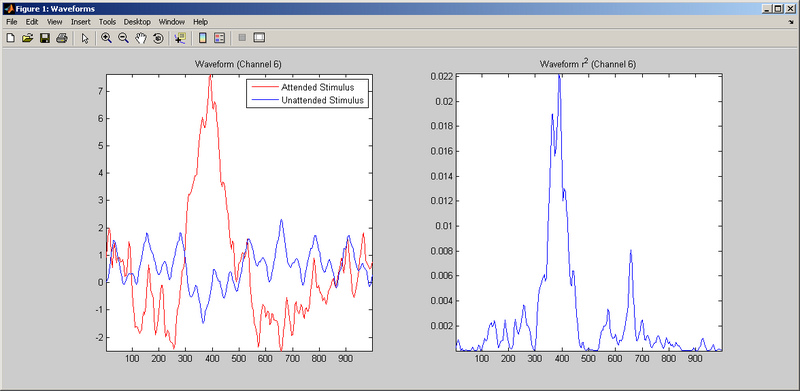 Figure 1: Waveforms
File Edit View Insert Tools Desktop Window Help
Waveform (Channel 6)
7
6
5
4
3
2
1
0
-1
-2
100 200 300 400 500 600 700 800 900
Attended Stimulus
Unattended Stimulus
Waveform r2 (Channel 6)
0.022
0.02
0.018
0.016
0.014
0.012
0.01
0.008
0.006
0.004
0.002
100 200 300 400 500 600 700 800 900